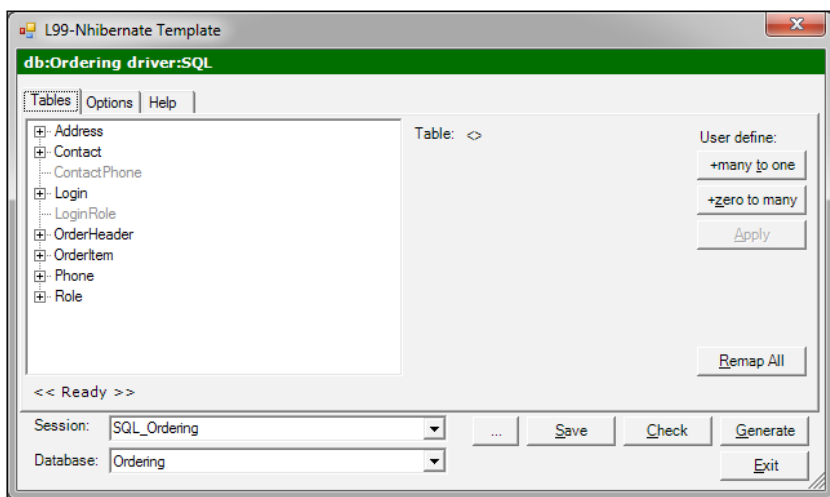 L99-Nhibernate Template
db:Ordering driver:SQL
Tables Options Help
Address
Contact
ContactPhone
Login
LoginRole
OrderHeader
OrderItem
Phone
Role
<< Ready >>
Table: <>
User define:
+many to one
+zero to many
Apply
Remap All
Session: SQL_Ordering ... Save Check Generate
Database: Ordering Exit